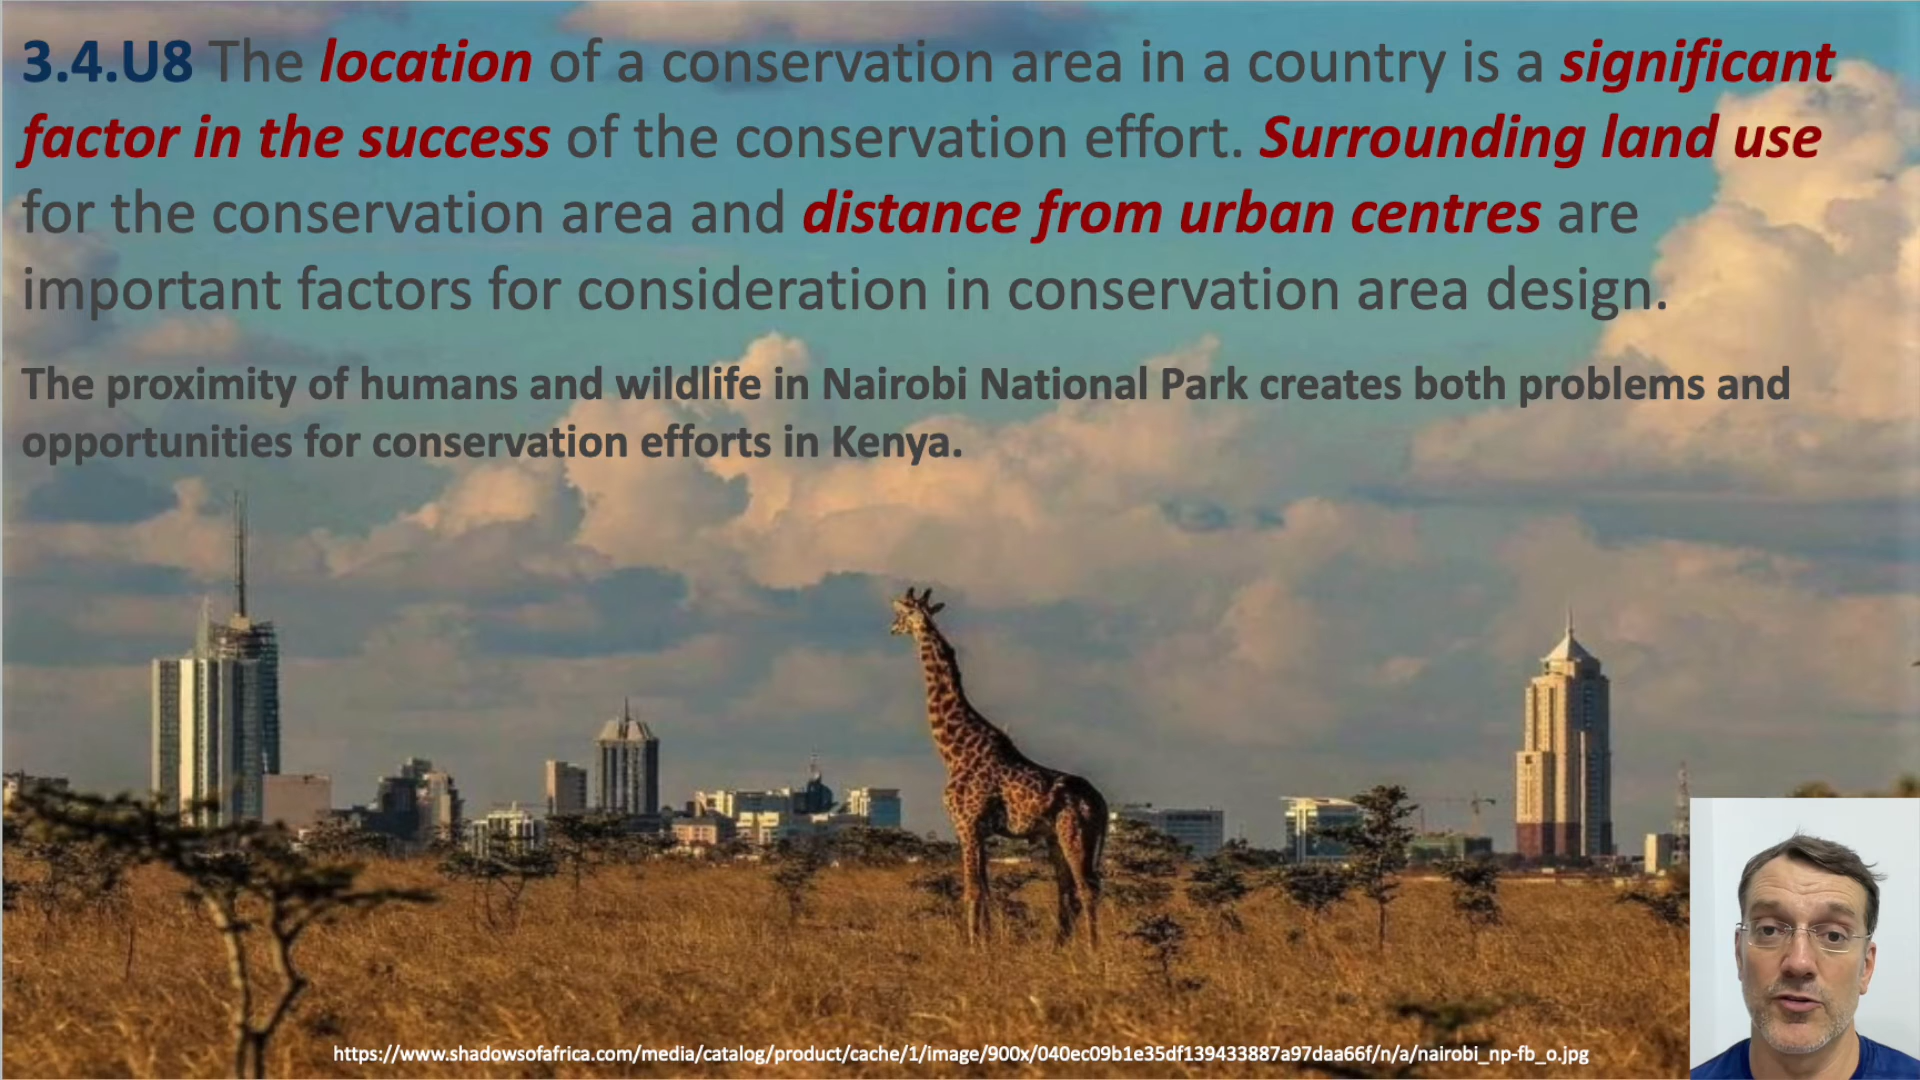 3.4.U8 The location of a conservation area in a country is a significant
factor in the success of the conservation effort. Surrounding land use
for the conservation area and distance from urban centres are
important factors for consideration in conservation area design.
The proximity of humans and wildlife in Nairobi National Park creates both problems and
opportunities for conservation efforts in Kenya.
https://www.shadowsofafrica.com/media/catalog/product/cache/1/image/900x/040ec09b1e35df139433887a97daa66f/n/a/nairobi_np-fb_o.jpg